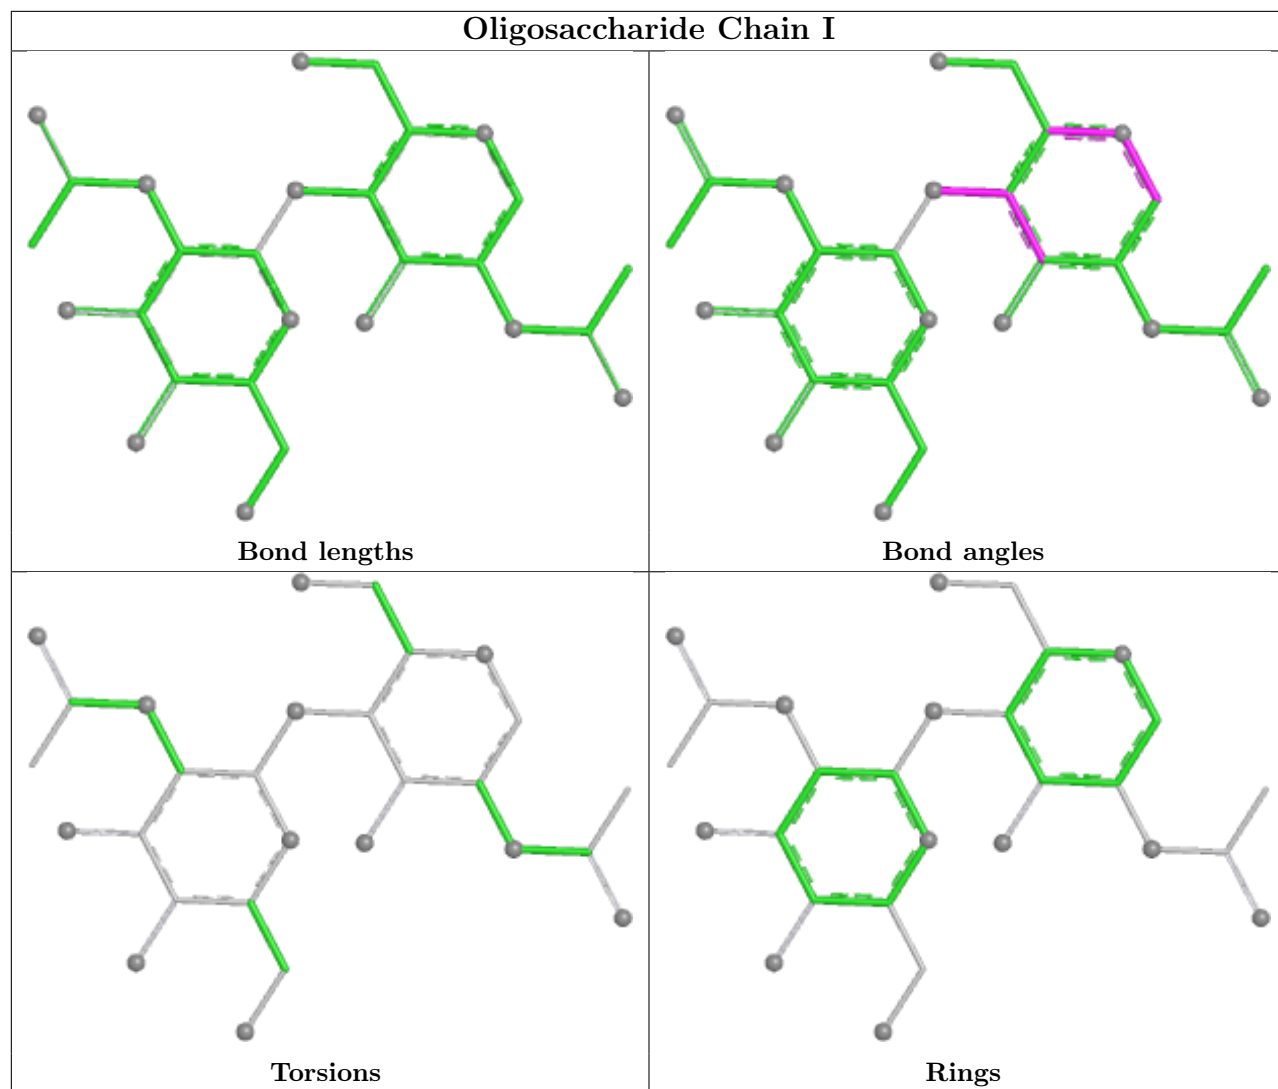 Oligosaccharide Chain I
Bond lengths
Bond angles
Torsions
Rings